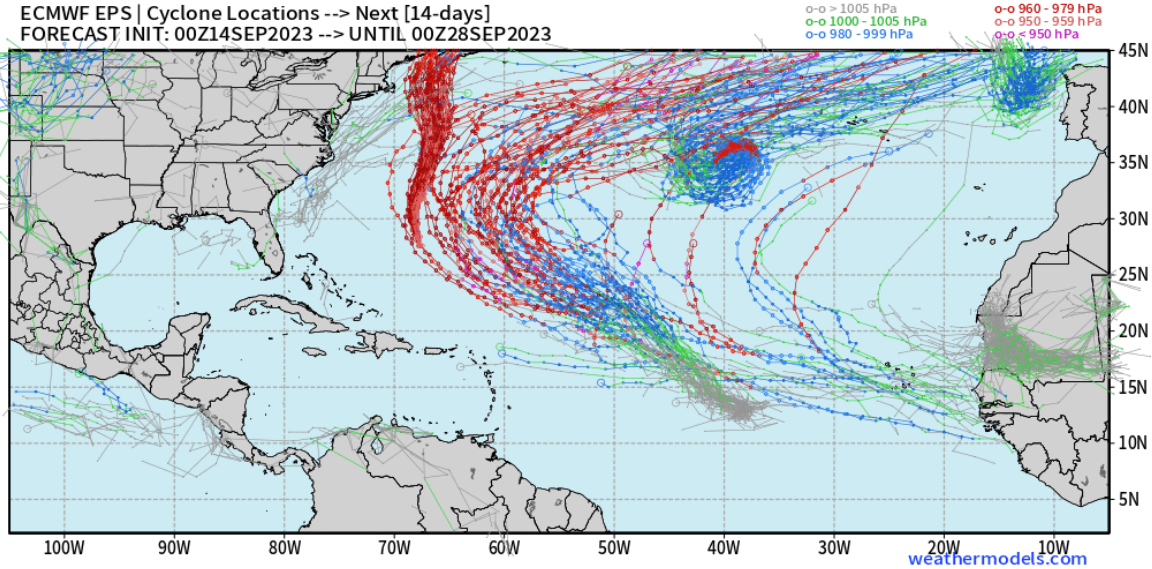 ECMWF EPS | Cyclone Locations --> Next [14-days]
FORECAST INIT: 00Z14SEP2023 --> UNTIL 00Z28SEP2023
o-o > 1005 hPa
o-o 1000 - 1005 hPa
o-o 980 - 999 hPa
o-o 960 - 979 hPa
o-o 950 - 959 hPa
o-o < 950 hPa
45N
40N
35N
30N
25N
20N
15N
10N
5N
100W 90W 80W 70W 60W 50W 40W 30W 20W 10W
weathermodels.com